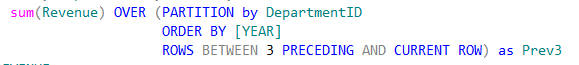 sum(Revenue) OVER (PARTITION by DepartmentID
ORDER BY [YEAR]
ROWS BETWEEN 3 PRECEDING AND CURRENT ROW) as Prev3